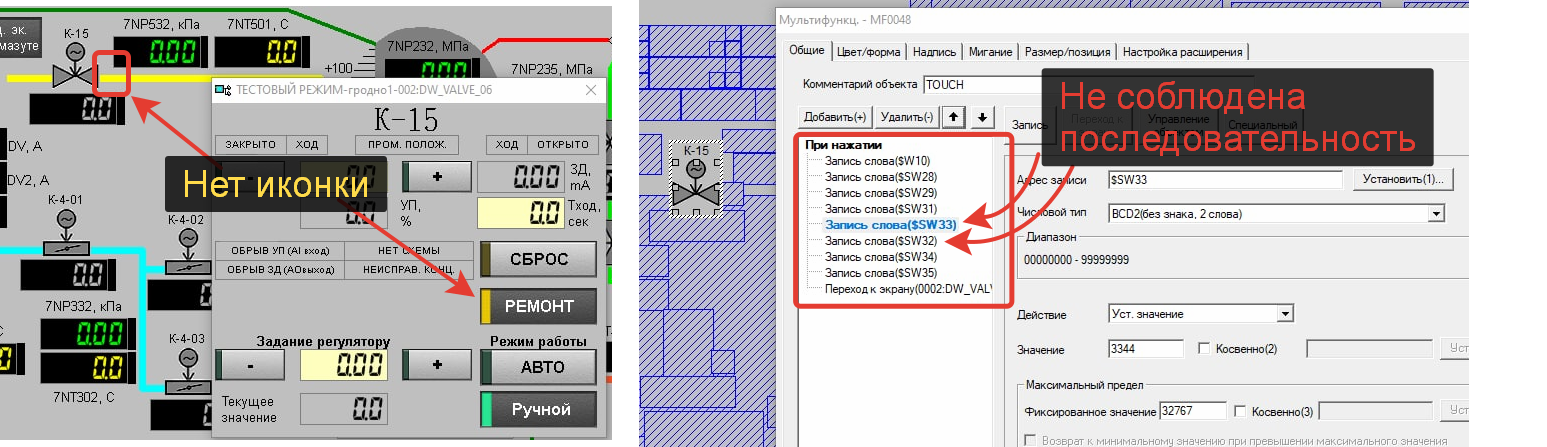 д. эк.
мазуте
К-15
7NP532, кПа
7NT501, С
0.00
0.0
7NP232, МПа
0.00
+100
7NP235, МПа
0.0
DV, А
DV2, А
К-4-01
К-4-02
0.0
7NP332, кПа
0.00
К-4-03
0.0
7NT302, С
ТЕСТОВЫЙ РЕЖИМ-гродно1-002:DW_VALVE_06
К-15
ЗАКРЫТО
ХОД
ПРОМ. ПОЛОЖ.
ХОД
ОТКРЫТО
Нет иконки
-
+
0.00
ЗД,
mA
УП,
%
0.0
Тход,
сек
ОБРЫВ УП (AI вход)
НЕТ СХЕМЫ
ОБРЫВ ЗД (АОвыход)
НЕИСПРАВ. КОНЦ.
СБРОС
РЕМОНТ
Задание регулятору
Режим работы
-
0.00
+
АВТО
Текущее
значение
0.0
Ручной
К-15
Мультифункц. - MF0048
Общие
Цвет/форма
Надпись
Мигание
Размер/позиция
Настройка расширения
Комментарий объекта
TOUCH
Добавить(+)
Удалить(-)
Запись
Управление
Специальный
Не соблюдена
последовательность
При нажатии
Запись слова($W10)
Запись слова($SW28)
Запись слова($SW29)
Запись слова($SW31)
Запись слова($SW33)
Запись слова($SW32)
Запись слова($SW34)
Запись слова($SW35)
Переход к экрану(0002:DW_VAL
Адрес записи
$SW33
Установить(1)...
Числовой тип
BCD2(без знака, 2 слова)
Диапазон
00000000 - 99999999
Действие
Уст. значение
Значение
3344
Косвенно(2)
Уст
Максимальный предел
Фиксированное значение
32767
Косвенно(3)
Уст
Возврат к минимальному значению при превышении максимального значения